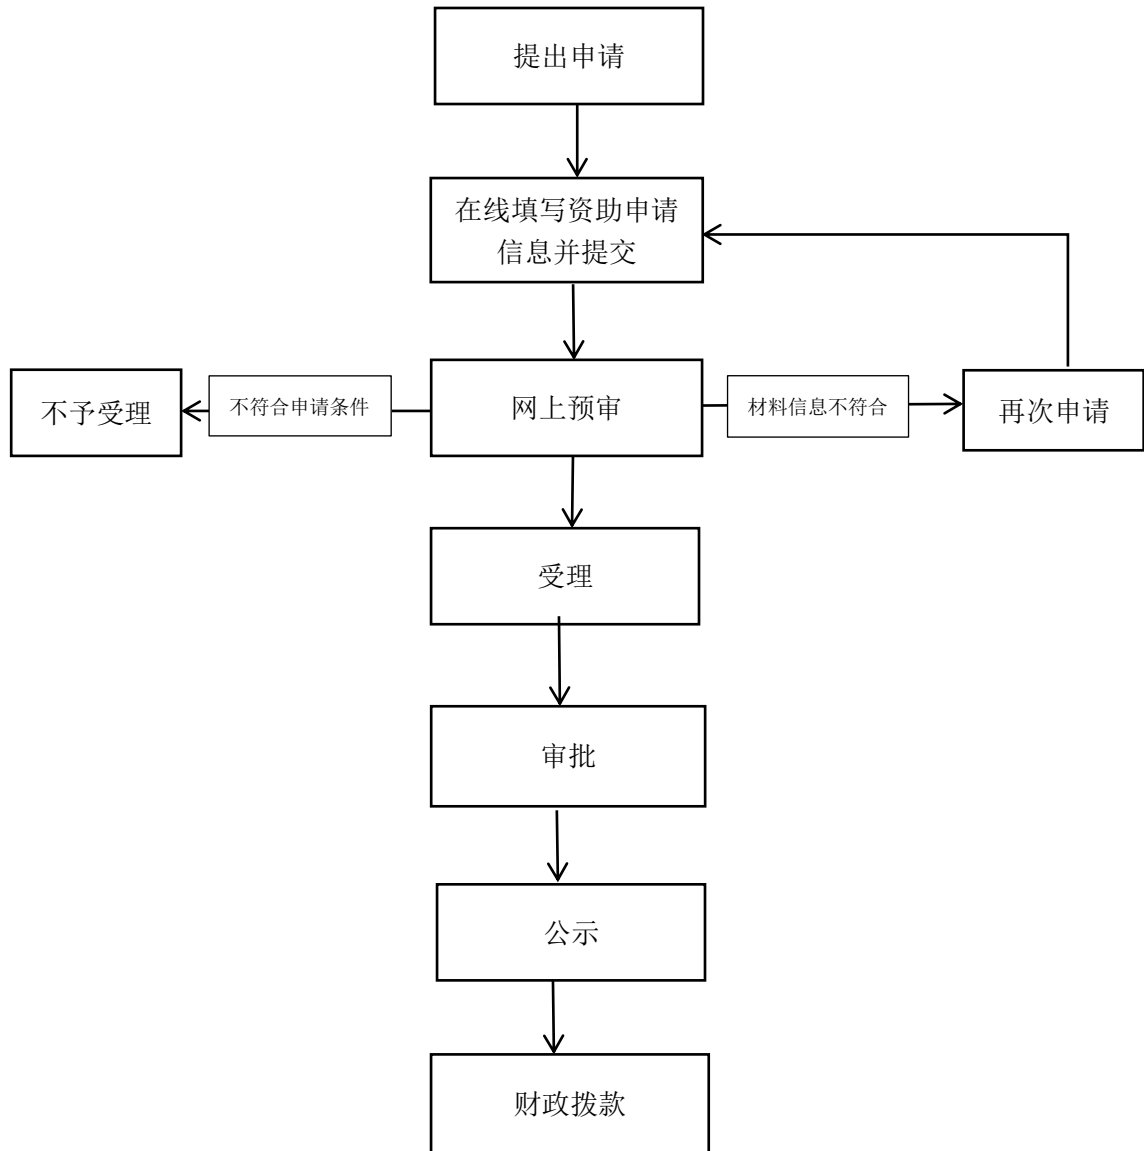 提出申请
在线填写资助申请
信息并提交
不予受理
不符合申请条件
网上预审
材料信息不符合
再次申请
受理
审批
公示
财政拨款